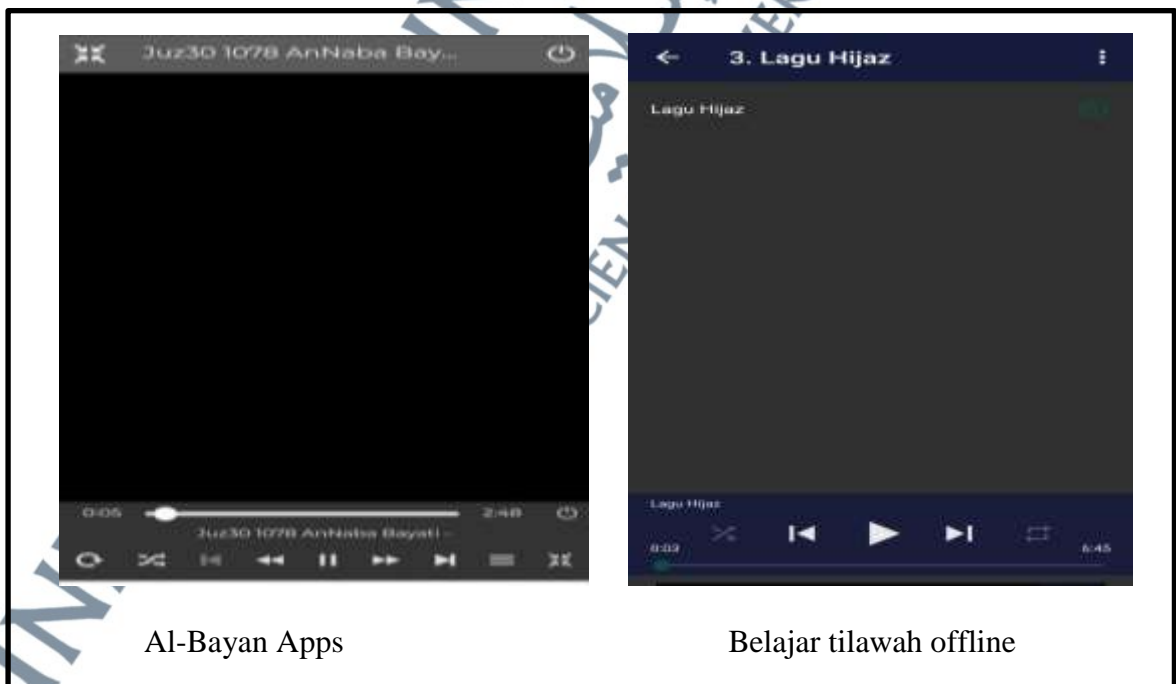 Juz30 1078 AnNaba Bay...
0:05 2:48
Juz30 1078 AnNaba Bayati -
Al-Bayan Apps
3. Lagu Hijaz
Lagu Hijaz
Lagu Hijaz
0:03 6:45
Belajar tilawah offline